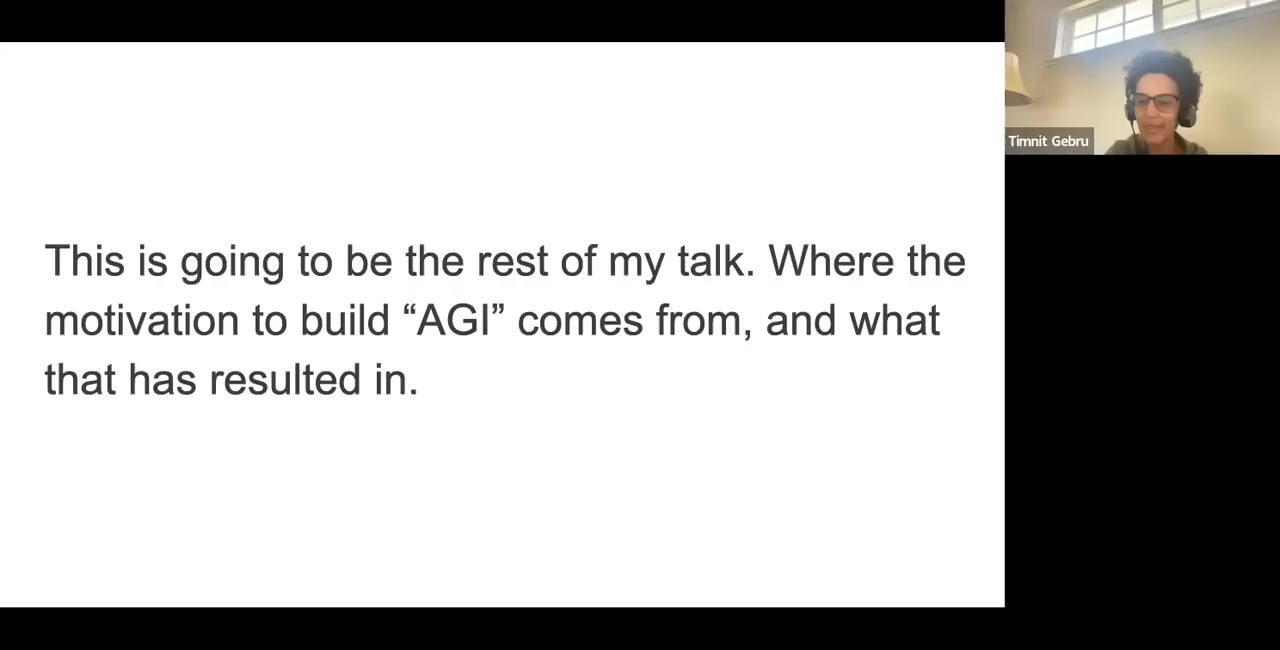 This is going to be the rest of my talk. Where the
motivation to build “AGI” comes from, and what
that has resulted in.
Timnit Gebru